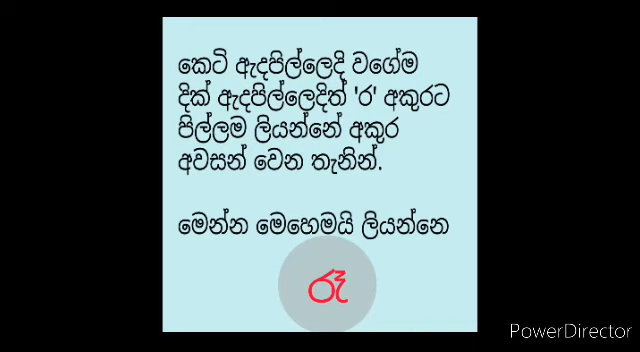 කෙටි ඇදපිල්ලෙදි වගේම
දික් ඇදපිල්ලෙදිත් 'ර' අකුරට
පිල්ලම ලියන්නේ අකුර
අවසන් වෙන තැනින්.
මෙන්න මෙහෙමයි ලියන්නෙ
රෑ
PowerDirector